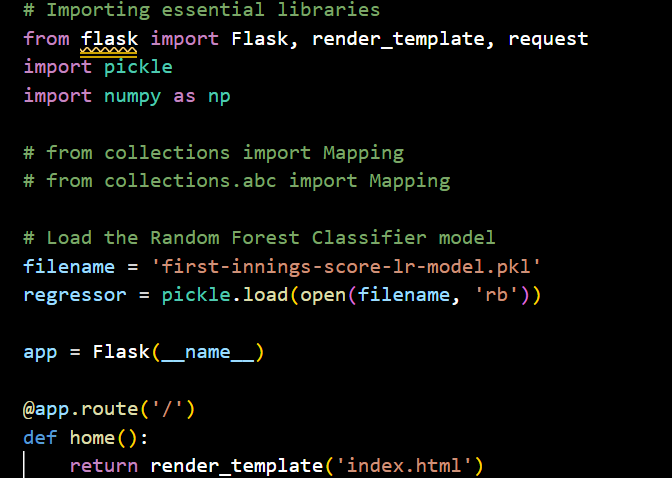 # Importing essential libraries
from flask import Flask, render_template, request
import pickle
import numpy as np
# from collections import Mapping
# from collections.abc import Mapping
# Load the Random Forest Classifier model
filename = 'first-innings-score-lr-model.pkl'
regressor = pickle.load(open(filename, 'rb'))
app = Flask(__name__)
@app.route('/')
def home():
    return render_template('index.html')